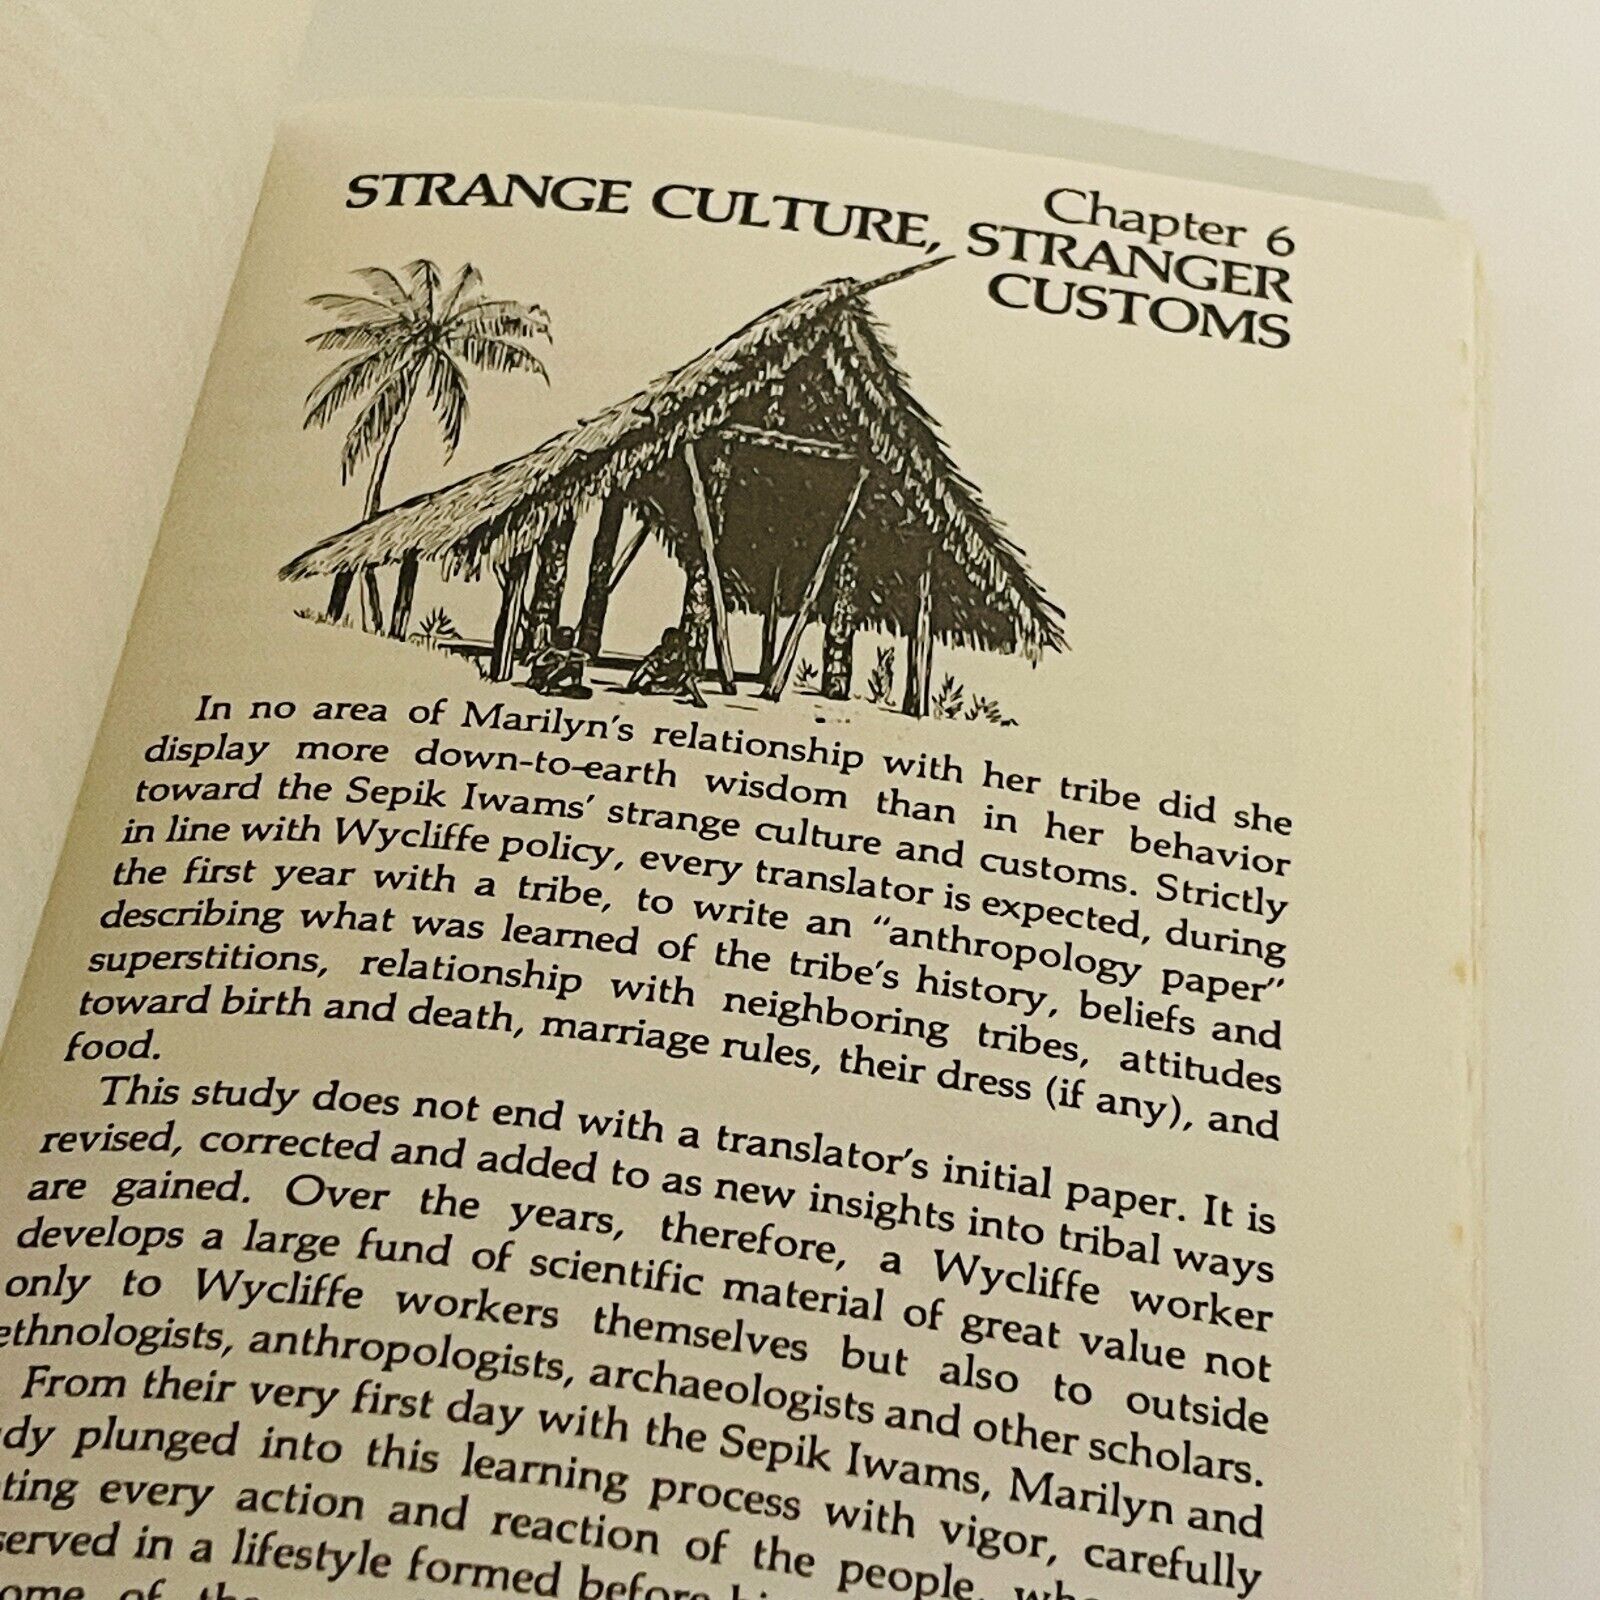 Chapter 6
STRANGE CULTURE, STRANGER
CUSTOMS
In no area of Marilyn's relationship with her tribe did she
display more down-to-earth wisdom than in her behavior
toward the Sepik Iwams' strange culture and customs. Strictly
in line with Wycliffe policy, every translator is expected, during
the first year with a tribe, to write an "anthropology paper"
describing what was learned of the tribe's history, beliefs and
superstitions, relationship with neighboring tribes, attitudes
toward birth and death, marriage rules, their dress (if any), and
food.
This study does not end with a translator's initial paper. It is
revised, corrected and added to as new insights into tribal ways
are gained. Over the years, therefore, a Wycliffe worker
develops a large fund of scientific material of great value not
only to Wycliffe workers themselves but also to outside
ethnologists, anthropologists, archaeologists and other scholars.
From their very first day with the Sepik Iwams, Marilyn and
dy plunged into this learning process with vigor, carefully
ting every action and reaction of the people,
served in a lifestyle formed before
ome of the